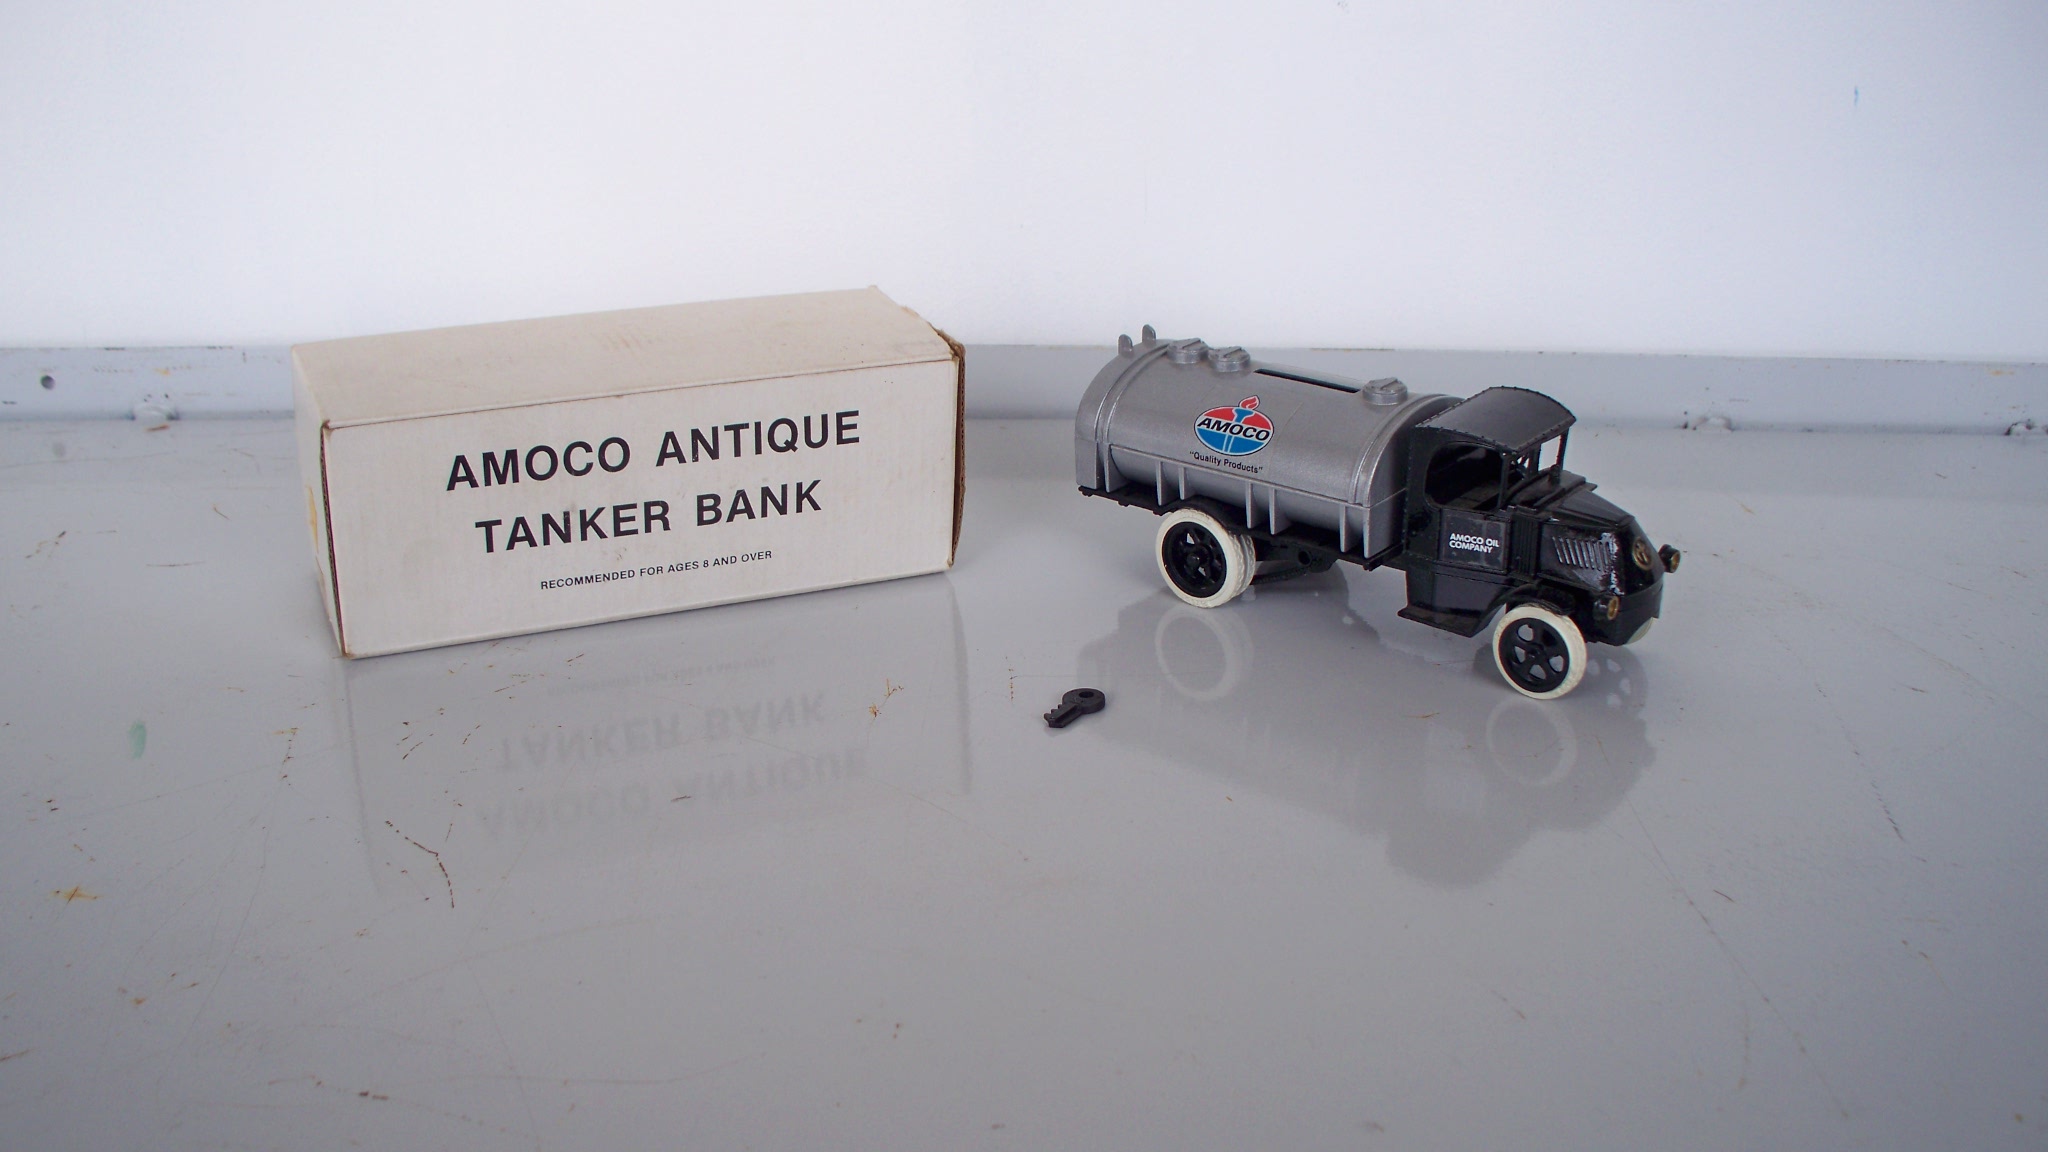 AMOCO ANTIQUE
TANKER BANK
RECOMMENDED FOR AGES 8 AND OVER
AMOCO
"Quality Products"
AMOCO OIL
COMPANY